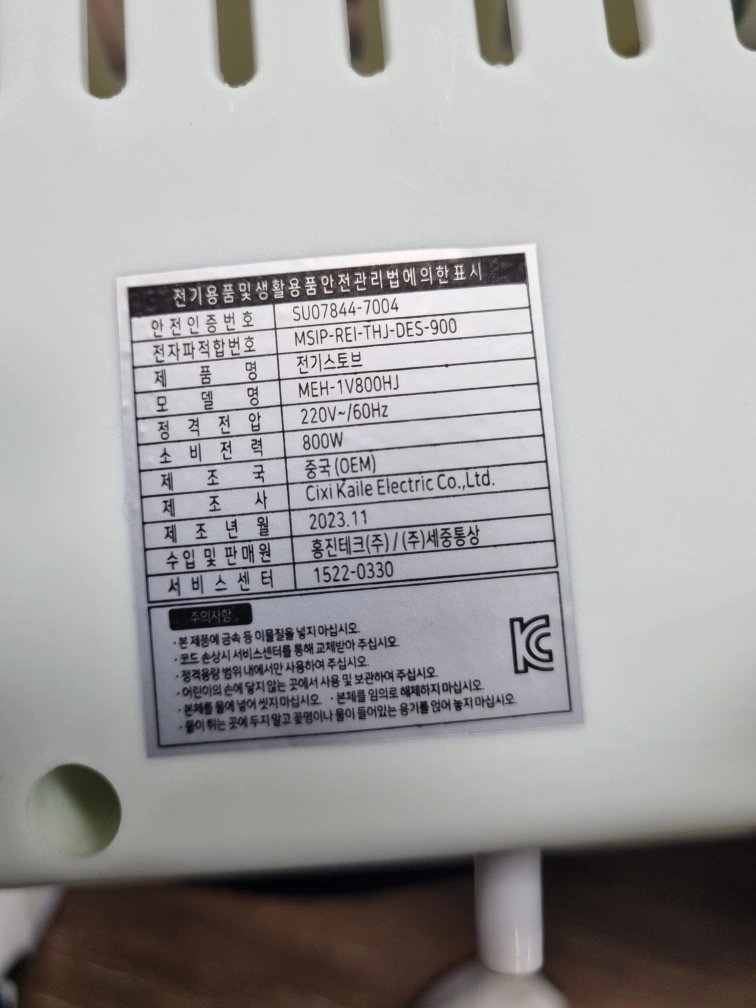 전기용품및생활용품안전관리법에의한표시
안전인증번호 SU07844-7004
전자파적합번호 MSIP-REI-THJ-DES-900
제품명 전기스토브
모델명 MEH-1V800HJ
정격전압 220V~/60Hz
소비전력 800W
제조국 중국(OEM)
제조사 Cixi Kaile Electric Co.,Ltd.
제조년월 2023.11
수입및판매원 홍진테크(주) / (주)세중통상
서비스센터 1522-0330
주의사항
· 본 제품에 금속 등 이물질을 넣지 마십시오.
· 코드 손상시 서비스센터를 통해 교체받아 주십시오.
· 정격용량 범위 내에서만 사용하여 주십시오.
· 어린이의 손에 닿지 않는 곳에서 사용 및 보관하여 주십시오.
· 본체를 물에 넣어 씻지 마십시오. · 본체를 임의로 해체하지 마십시오.
· 물이 튀는 곳에 두지 말고 꽃병이나 물이 들어있는 용기를 얹어 놓지 마십시오.
KC